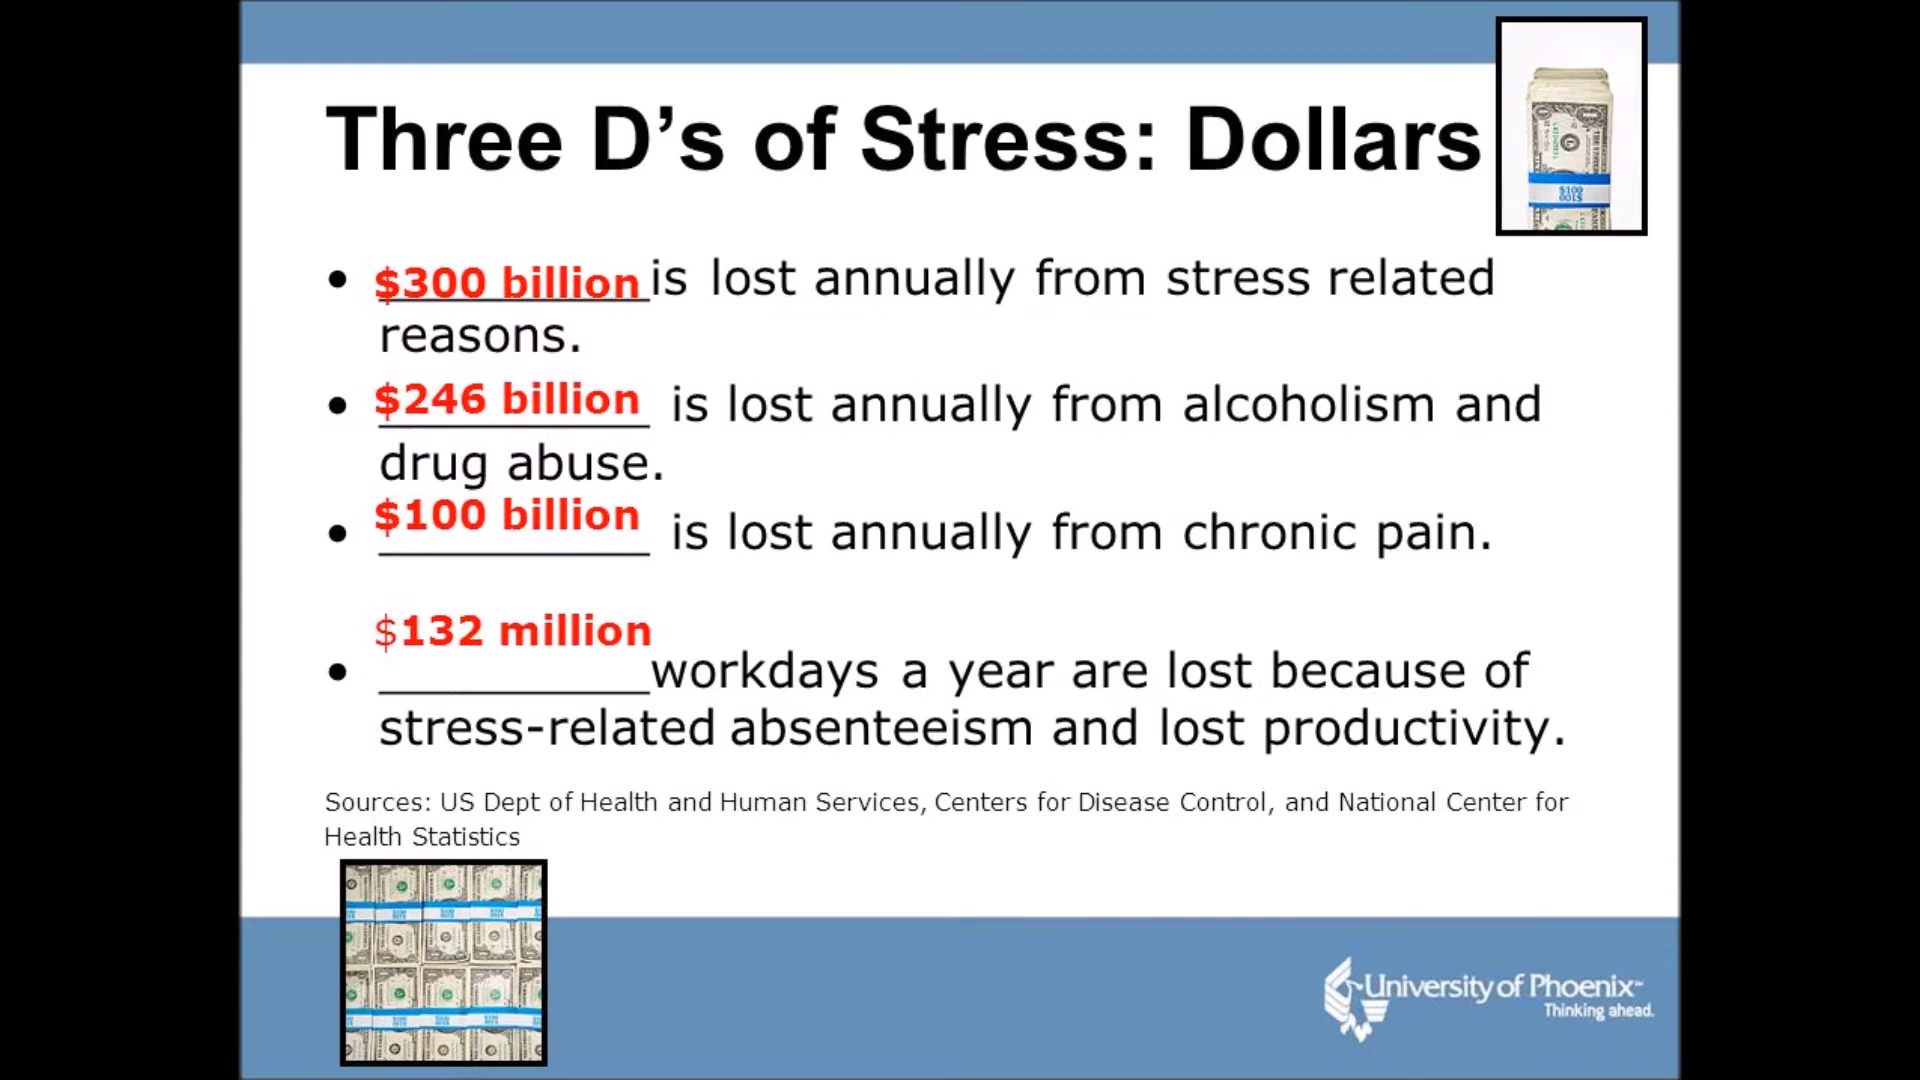 Three D’s of Stress: Dollars
$100
• $300 billion is lost annually from stress related
reasons.
• $246 billion is lost annually from alcoholism and
drug abuse.
• $100 billion is lost annually from chronic pain.
$132 million
• __________workdays a year are lost because of
stress-related absenteeism and lost productivity.
Sources: US Dept of Health and Human Services, Centers for Disease Control, and National Center for
Health Statistics
University of Phoenix™
Thinking ahead.